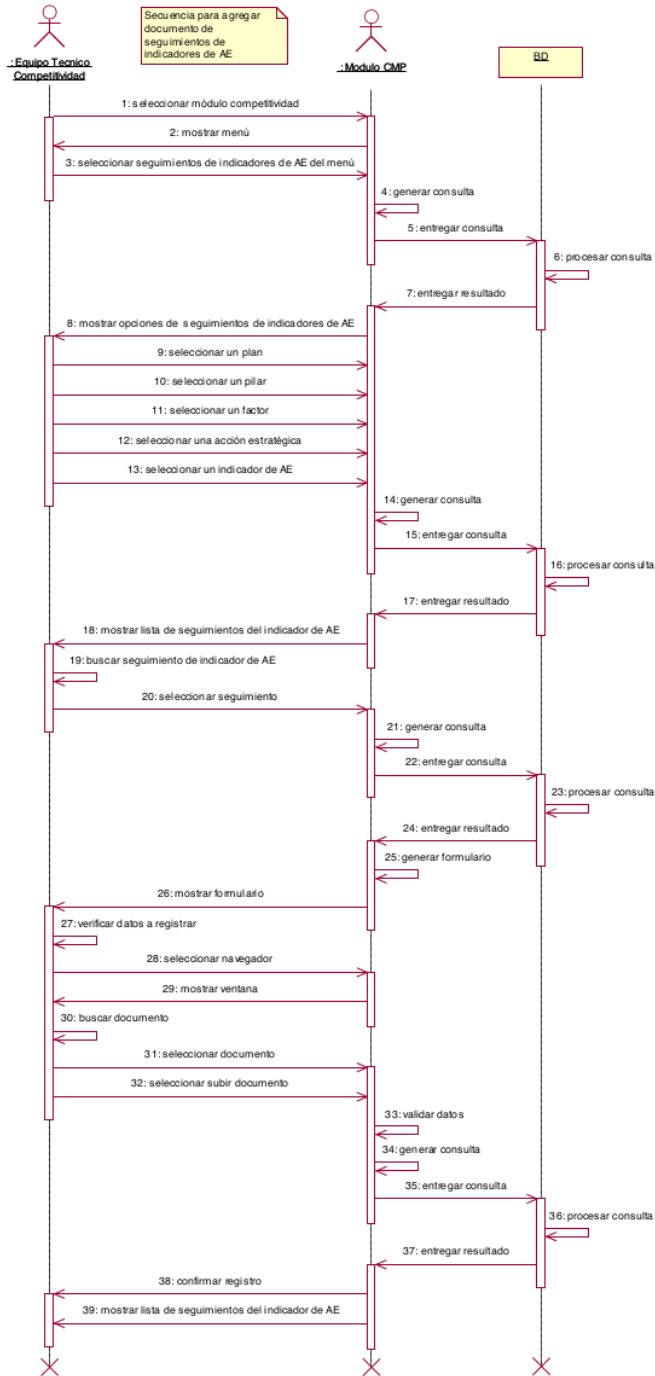 Secuencia para agregar
documento de
seguimientos de
indicadores de AE
: Equipo Tecnico
Competitividad
: Modulo CMP
BD
1: seleccionar módulo competitividad
2: mostrar menú
3: seleccionar seguimientos de indicadores de AE del menú
4: generar consulta
5: entregar consulta
6: procesar consulta
7: entregar resultado
8: mostrar opciones de seguimientos de indicadores de AE
9: seleccionar un plan
10: seleccionar un pilar
11: seleccionar un factor
12: seleccionar una acción estratégica
13: seleccionar un indicador de AE
14: generar consulta
15: entregar consulta
16: procesar consulta
17: entregar resultado
18: mostrar lista de seguimientos del indicador de AE
19: buscar seguimiento de indicador de AE
20: seleccionar seguimiento
21: generar consulta
22: entregar consulta
23: procesar consulta
24: entregar resultado
25: generar formulario
26: mostrar formulario
27: verificar datos a registrar
28: seleccionar navegador
29: mostrar ventana
30: buscar documento
31: seleccionar documento
32: seleccionar subir documento
33: validar datos
34: generar consulta
35: entregar consulta
36: procesar consulta
37: entregar resultado
38: confirmar registro
39: mostrar lista de seguimientos del indicador de AE